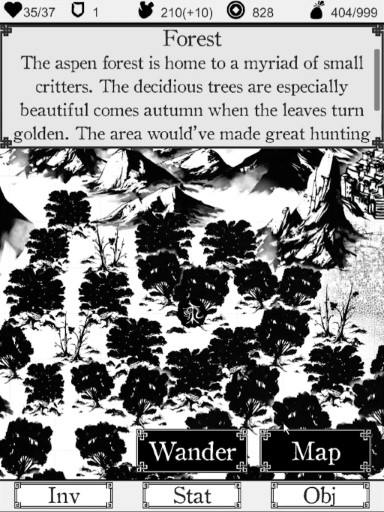 35/37 1 210(+10) 828 404/999
Forest
The aspen forest is home to a myriad of small
critters. The decidious trees are especially
beautiful comes autumn when the leaves turn
golden. The area would've made great hunting
Wander Map
Inv Stat Obj